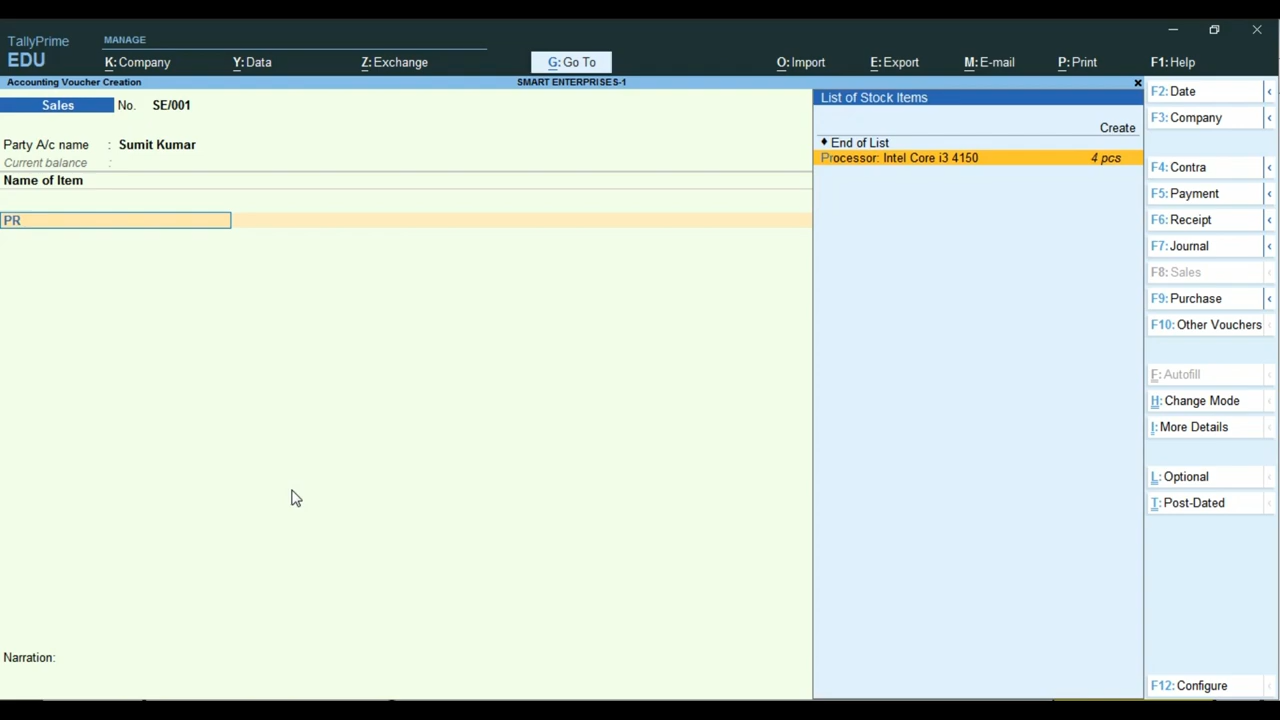 TallyPrime
EDU
MANAGE
K: Company
Y: Data
Z: Exchange
G: Go To
O: Import
E: Export
M: E-mail
P: Print
F1: Help
Accounting Voucher Creation
SMART ENTERPRISES-1
Sales No. SE/001
Party A/c name : Sumit Kumar
Current balance :
Name of Item
PR
Narration:
List of Stock Items
Create
♦ End of List
Processor: Intel Core i3 4150 4 pcs
F2: Date
F3: Company
F4: Contra
F5: Payment
F6: Receipt
F7: Journal
F8: Sales
F9: Purchase
F10: Other Vouchers
F: Autofill
H: Change Mode
I: More Details
L: Optional
T: Post-Dated
F12: Configure